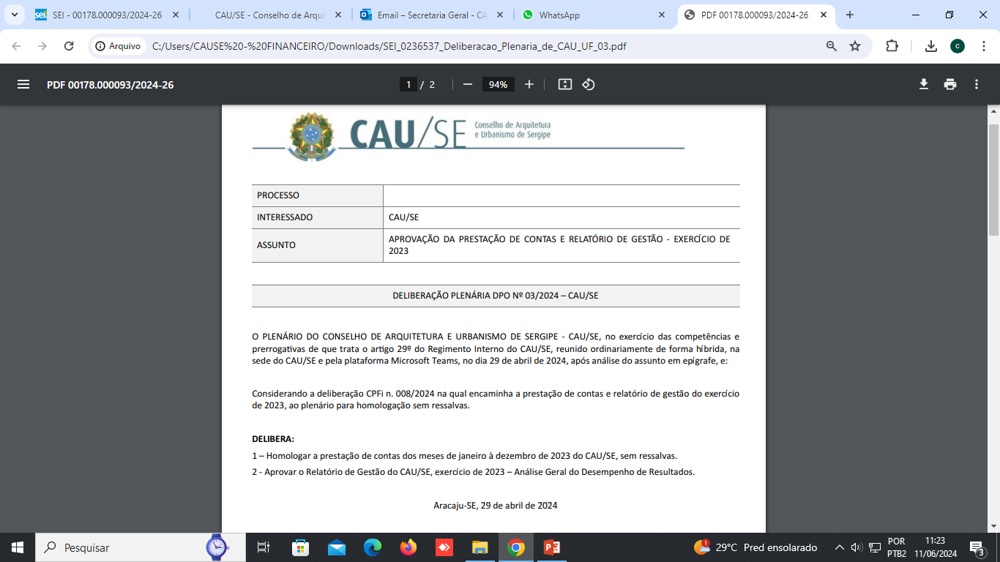 SEI - 00178.000093/2024-26
CAU/SE - Conselho de Arqui
Email – Secretaria Geral - CA
WhatsApp
PDF 00178.000093/2024-26
Arquivo
C:/Users/CAUSE%20-%20FINANCEIRO/Downloads/SEI_0236537_Deliberacao_Plenaria_de_CAU_UF_03.pdf
c
PDF 00178.000093/2024-26
1 / 2
94%
CAU/SE
Conselho de Arquitetura
e Urbanismo de Sergipe
PROCESSO
INTERESSADO
CAU/SE
ASSUNTO
APROVAÇÃO DA PRESTAÇÃO DE CONTAS E RELATÓRIO DE GESTÃO - EXERCÍCIO DE
2023
DELIBERAÇÃO PLENÁRIA DPO Nº 03/2024 – CAU/SE
O PLENÁRIO DO CONSELHO DE ARQUITETURA E URBANISMO DE SERGIPE - CAU/SE, no exercício das competências e
prerrogativas de que trata o artigo 29º do Regimento Interno do CAU/SE, reunido ordinariamente de forma híbrida, na
sede do CAU/SE e pela plataforma Microsoft Teams, no dia 29 de abril de 2024, após análise do assunto em epígrafe, e:
Considerando a deliberação CPFi n. 008/2024 na qual encaminha a prestação de contas e relatório de gestão do exercício
de 2023, ao plenário para homologação sem ressalvas.
DELIBERA:
1 – Homologar a prestação de contas dos meses de janeiro à dezembro de 2023 do CAU/SE, sem ressalvas.
2 - Aprovar o Relatório de Gestão do CAU/SE, exercício de 2023 – Análise Geral do Desempenho de Resultados.
Aracaju-SE, 29 de abril de 2024
Pesquisar
29°C Pred ensolarado
POR
PTB2
11:23
11/06/2024
3